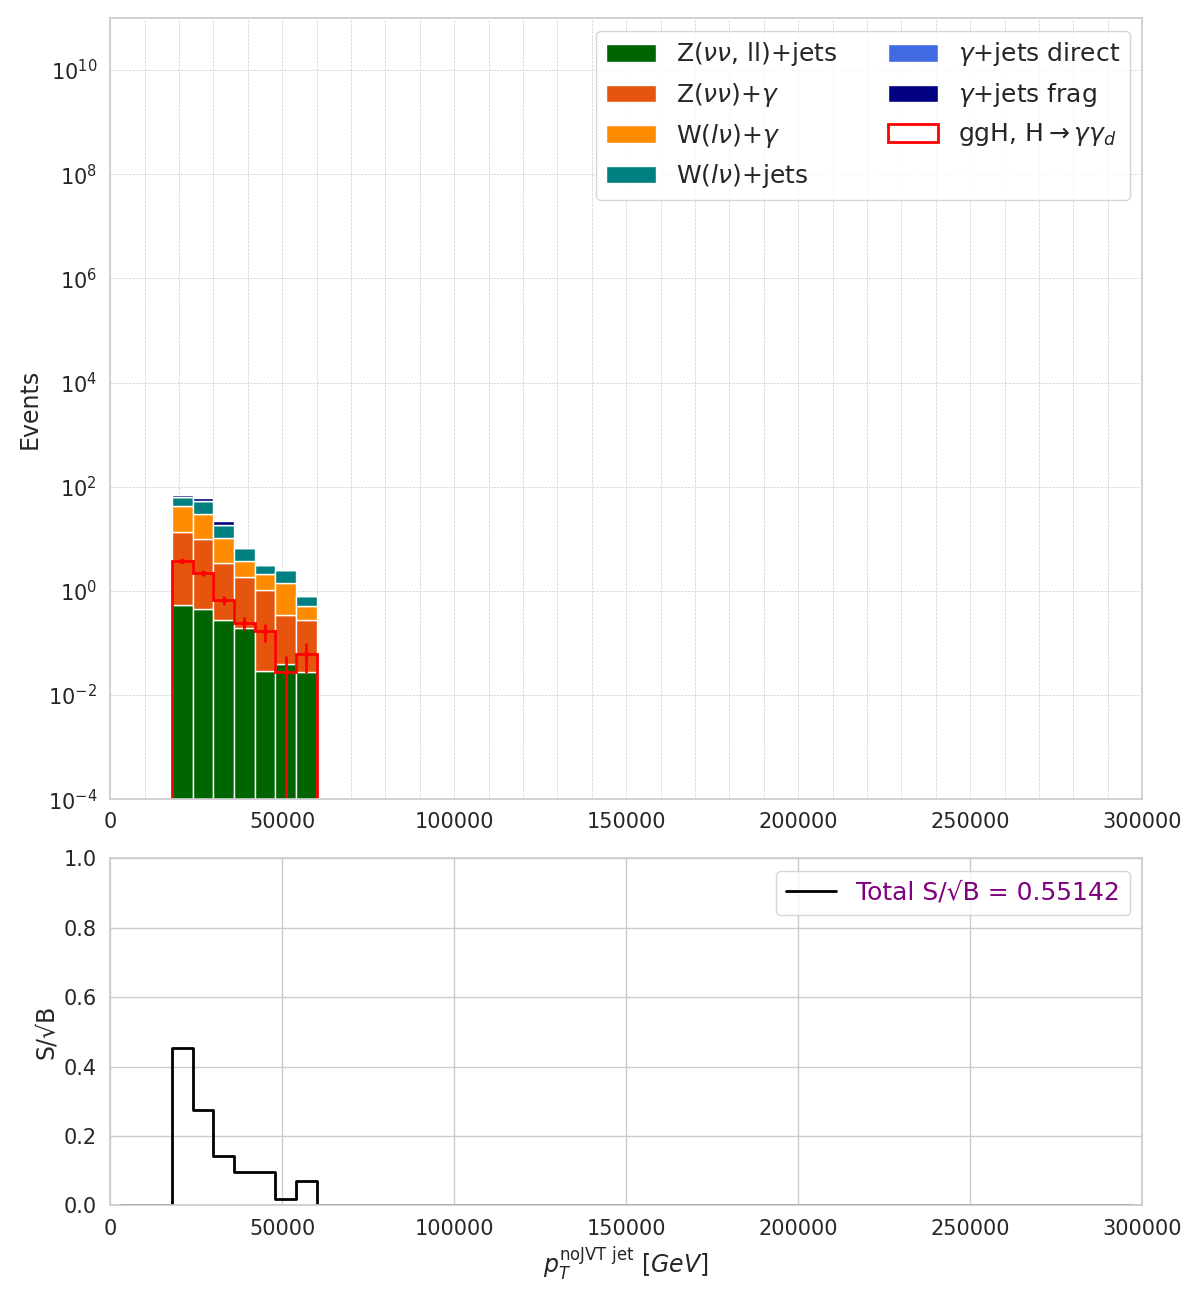 Z(νν, ll)+jets
Z(νν)+γ
W(lν)+γ
W(lν)+jets
γ+jets direct
γ+jets frag
ggH, H→γγ_d
Events
10^10
10^8
10^6
10^4
10^2
10^0
10^−2
10^−4
0 50000 100000 150000 200000 250000 300000
Total S/√B = 0.55142
S/√B
1.0
0.8
0.6
0.4
0.2
0.0
0 50000 100000 150000 200000 250000 300000
p_T^noJVT jet [GeV]